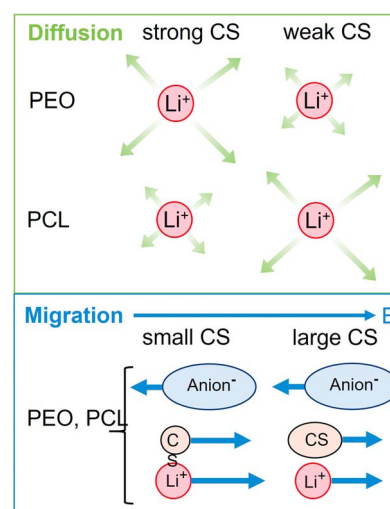 Diffusion strong CS weak CS
PEO Li⁺ Li⁺
PCL Li⁺ Li⁺
Migration E
small CS large CS
Anion⁻ Anion⁻
PEO, PCL
C
S
CS
Li⁺ Li⁺